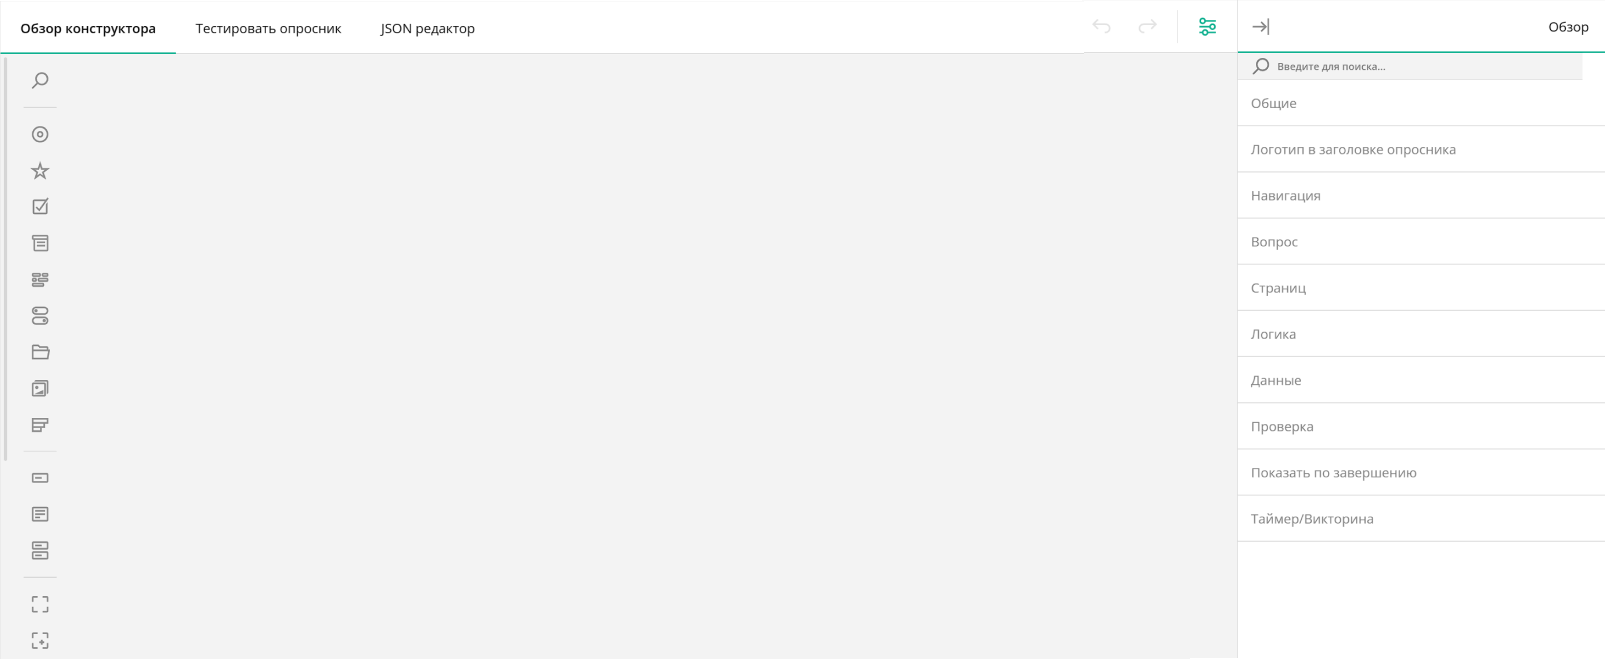 Обзор конструктора
Тестировать опросник
JSON редактор
Обзор
Введите для поиска...
Общие
Логотип в заголовке опросника
Навигация
Вопрос
Страниц
Логика
Данные
Проверка
Показать по завершению
Таймер/Викторина